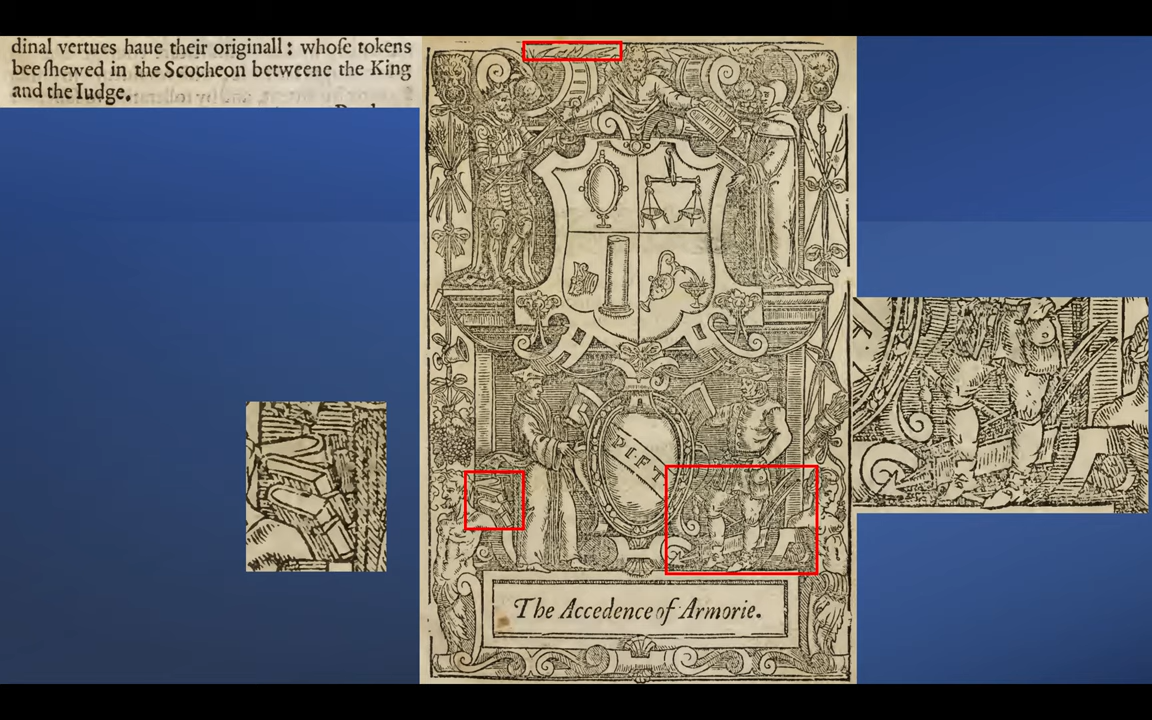 dinal vertues haue their originall : whoſe tokens
bee ſhewed in the Scocheon betweene the King
and the Iudge.
PIET
The Accedence of Armorie.